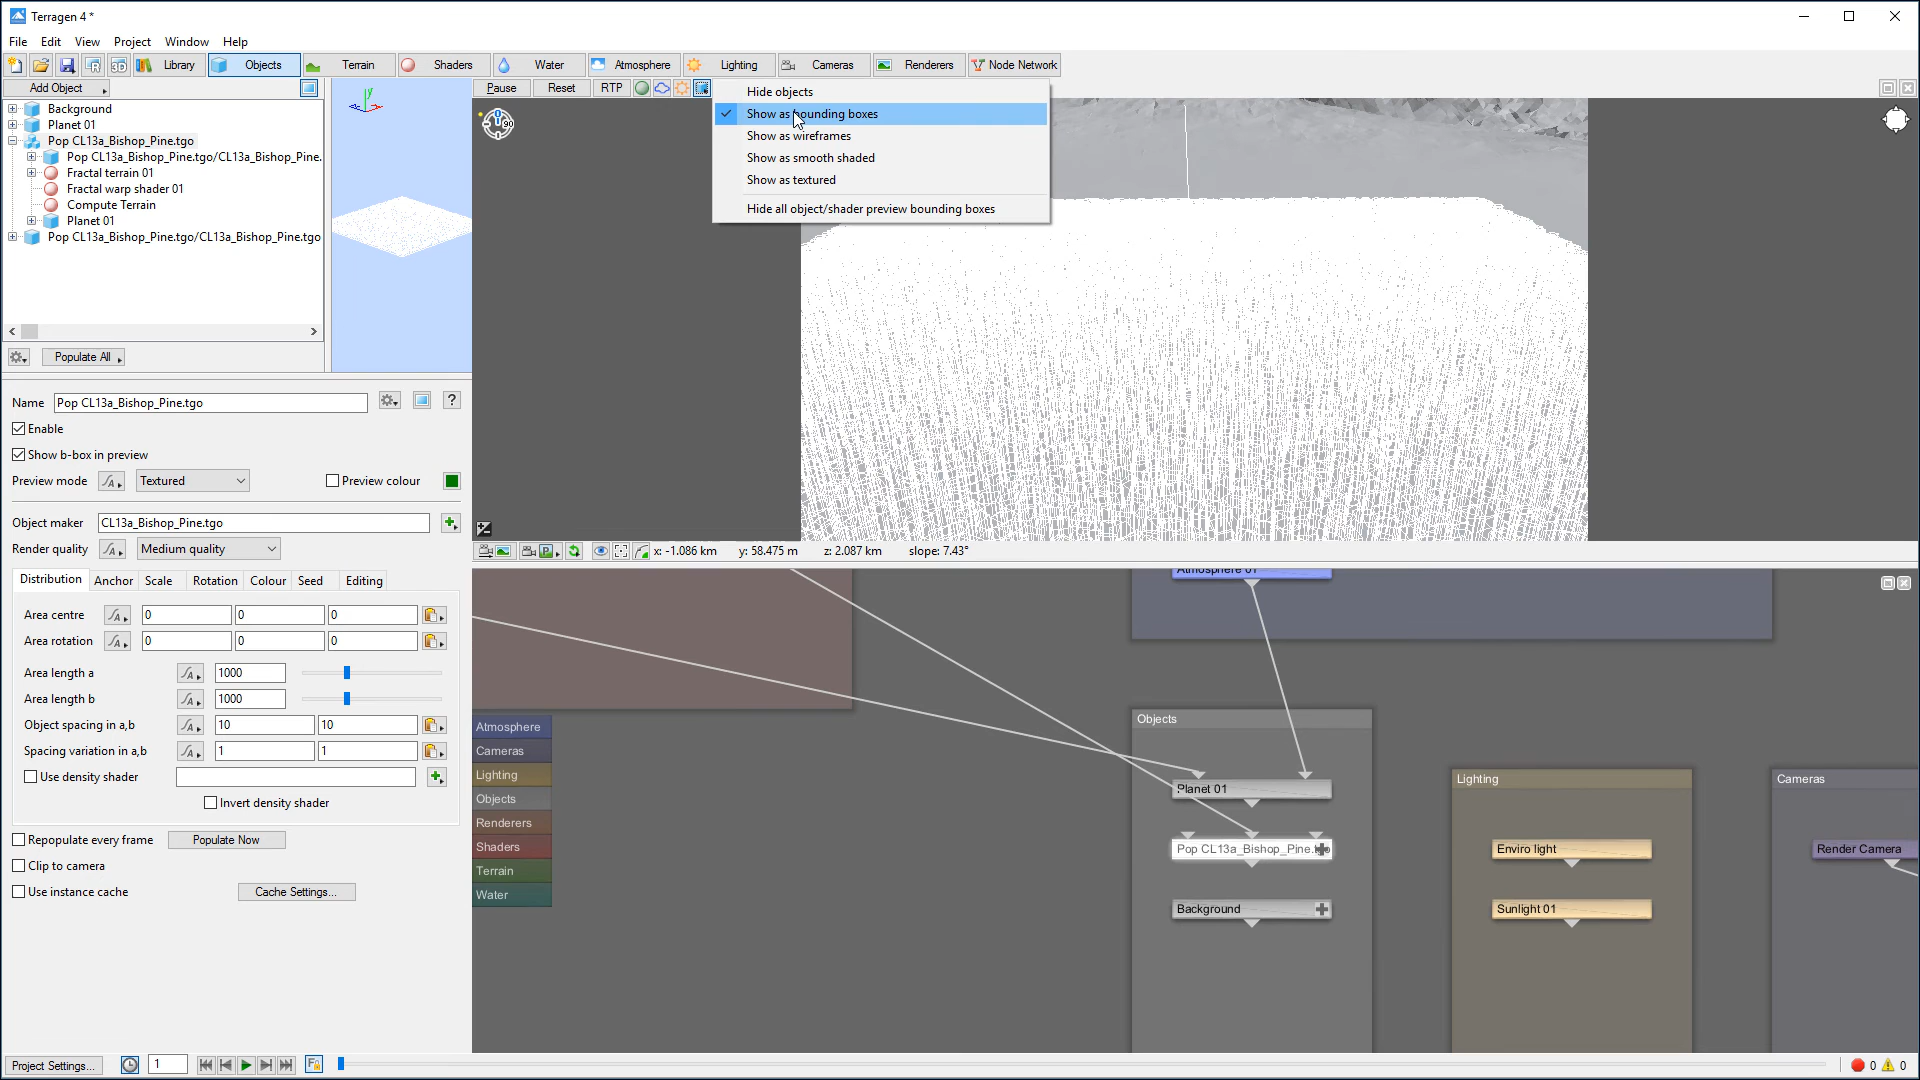 Terragen 4 *
File Edit View Project Window Help
Library Objects Terrain Shaders Water Atmosphere Lighting Cameras Renderers Node Network
Add Object
Pause Reset RTP
Background
Planet 01
Pop CL13a_Bishop_Pine.tgo
Pop CL13a_Bishop_Pine.tgo/CL13a_Bishop_Pine.
Fractal terrain 01
Fractal warp shader 01
Compute Terrain
Planet 01
Pop CL13a_Bishop_Pine.tgo/CL13a_Bishop_Pine.tgo
Populate All
y
Hide objects
Show as bounding boxes
Show as wireframes
Show as smooth shaded
Show as textured
Hide all object/shader preview bounding boxes
Name Pop CL13a_Bishop_Pine.tgo ?
Enable
Show b-box in preview
Preview mode Textured Preview colour
Object maker CL13a_Bishop_Pine.tgo
Render quality Medium quality
Distribution Anchor Scale Rotation Colour Seed Editing
Area centre 0 0 0
Area rotation 0 0 0
Area length a 1000
Area length b 1000
Object spacing in a,b 10 10
Spacing variation in a,b 1 1
Use density shader
Invert density shader
Repopulate every frame Populate Now
Clip to camera
Use instance cache Cache Settings...
x: -1.086 km y: 58.475 m z: 2.087 km slope: 7.43°
Atmosphere 01
Atmosphere
Cameras
Lighting
Objects
Renderers
Shaders
Terrain
Water
Objects
Planet 01
Pop CL13a_Bishop_Pine.tgo
Background
Lighting
Enviro light
Sunlight 01
Cameras
Render Camera
Project Settings... 1 0 0